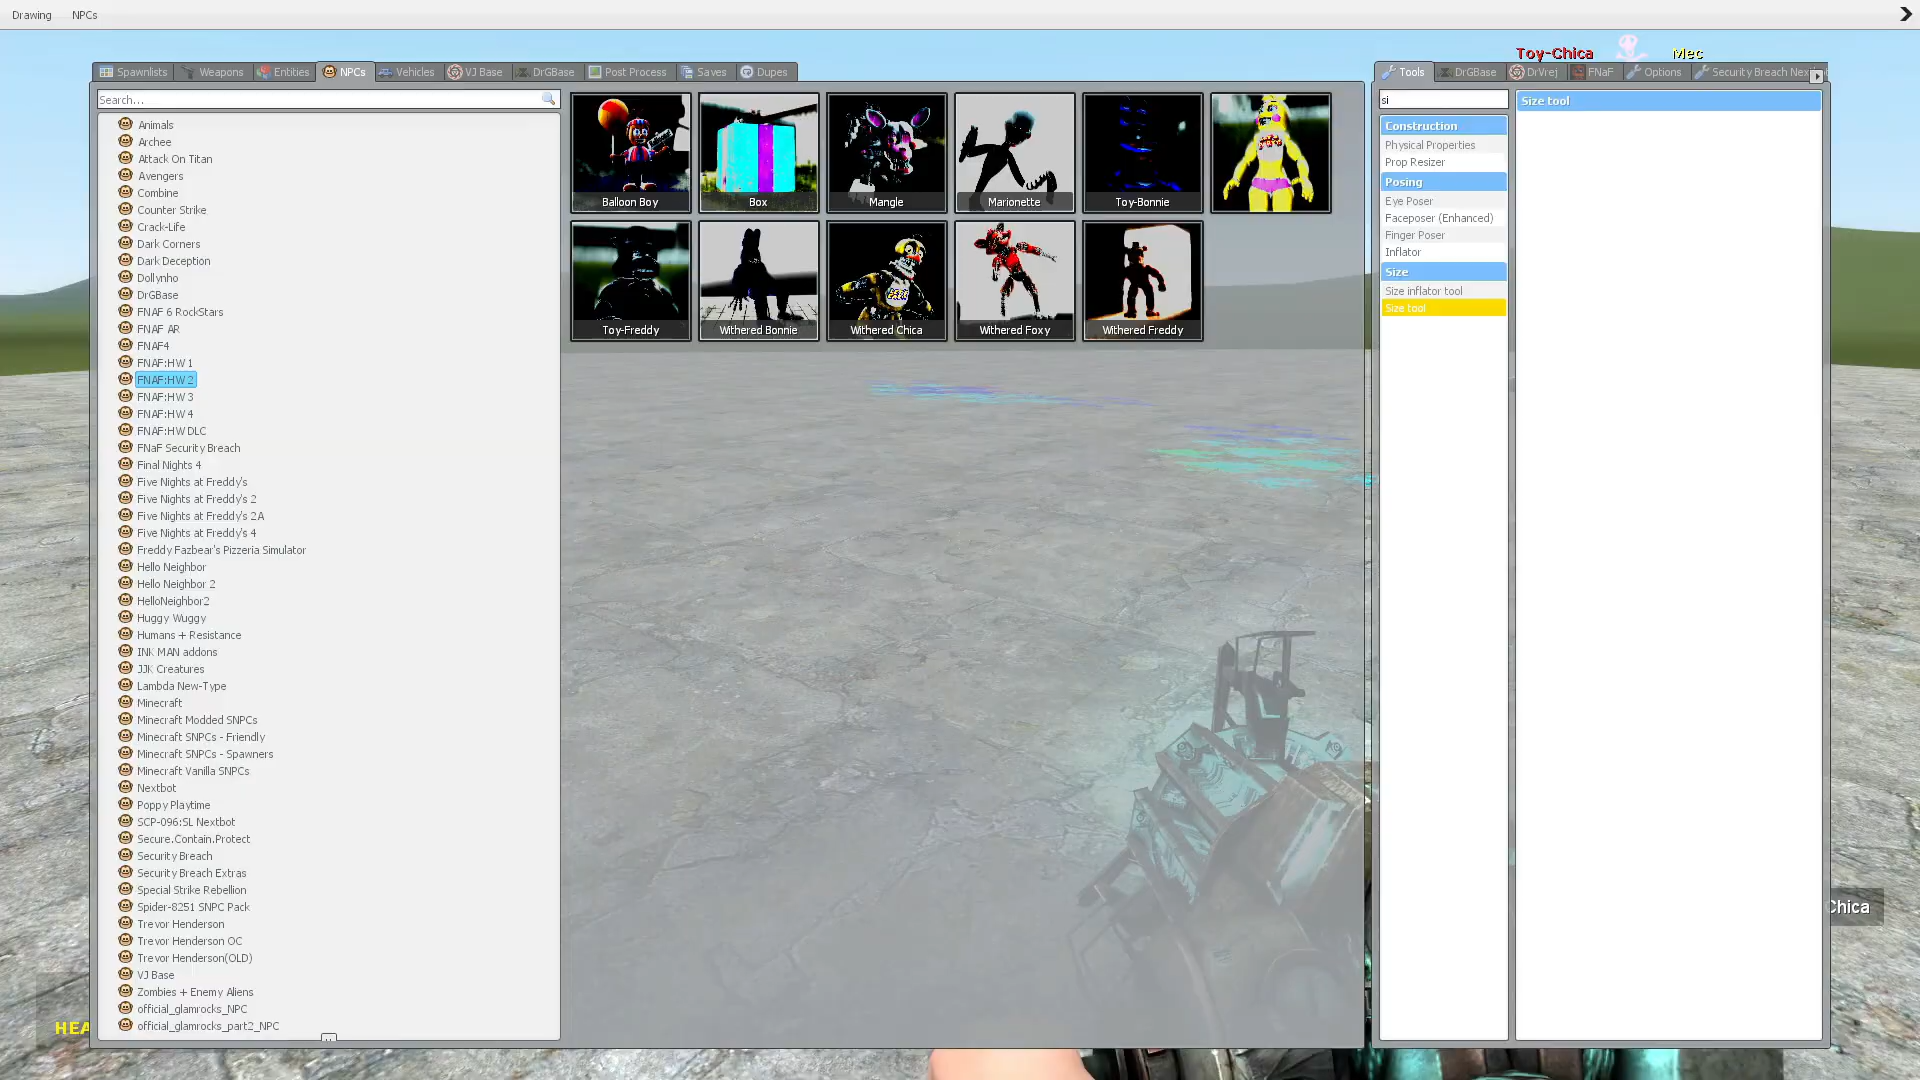 Drawing NPCs
Toy-Chica Mec
Spawnlists Weapons Entities NPCs Vehicles VJ Base DrGBase Post Process Saves Dupes
Tools DrGBase DrVrej FNaF Options Security Breach
Search...
Animals
Archee
Attack On Titan
Avengers
Combine
Counter Strike
Crack-Life
Dark Corners
Dark Deception
Dollynho
DrGBase
FNAF 6 RockStars
FNAF AR
FNAF4
FNAF:HW 1
FNAF:HW 2
FNAF:HW 3
FNAF:HW 4
FNAF:HW DLC
FNaF Security Breach
Final Nights 4
Five Nights at Freddy's
Five Nights at Freddy's 2
Five Nights at Freddy's 2A
Five Nights at Freddy's 4
Freddy Fazbear's Pizzeria Simulator
Hello Neighbor
Hello Neighbor 2
HelloNeighbor2
Huggy Wuggy
Humans + Resistance
INK MAN addons
JJK Creatures
Lambda New-Type
Minecraft
Minecraft Modded SNPCs
Minecraft SNPCs - Friendly
Minecraft SNPCs - Spawners
Minecraft Vanilla SNPCs
Nextbot
Poppy Playtime
SCP-096:SL Nextbot
Secure.Contain.Protect
Security Breach
Security Breach Extras
Special Strike Rebellion
Spider-8251 SNPC Pack
Trevor Henderson
Trevor Henderson OC
Trevor Henderson(OLD)
VJ Base
Zombies + Enemy Aliens
official_glamrocks_NPC
official_glamrocks_part2_NPC
Balloon Boy Box Mangle Marionette Toy-Bonnie
Toy-Freddy Withered Bonnie Withered Chica Withered Foxy Withered Freddy
si
Construction
Physical Properties
Prop Resizer
Posing
Eye Poser
Faceposer (Enhanced)
Finger Poser
Inflator
Size
Size inflator tool
Size tool
Size tool
Chica
HEA